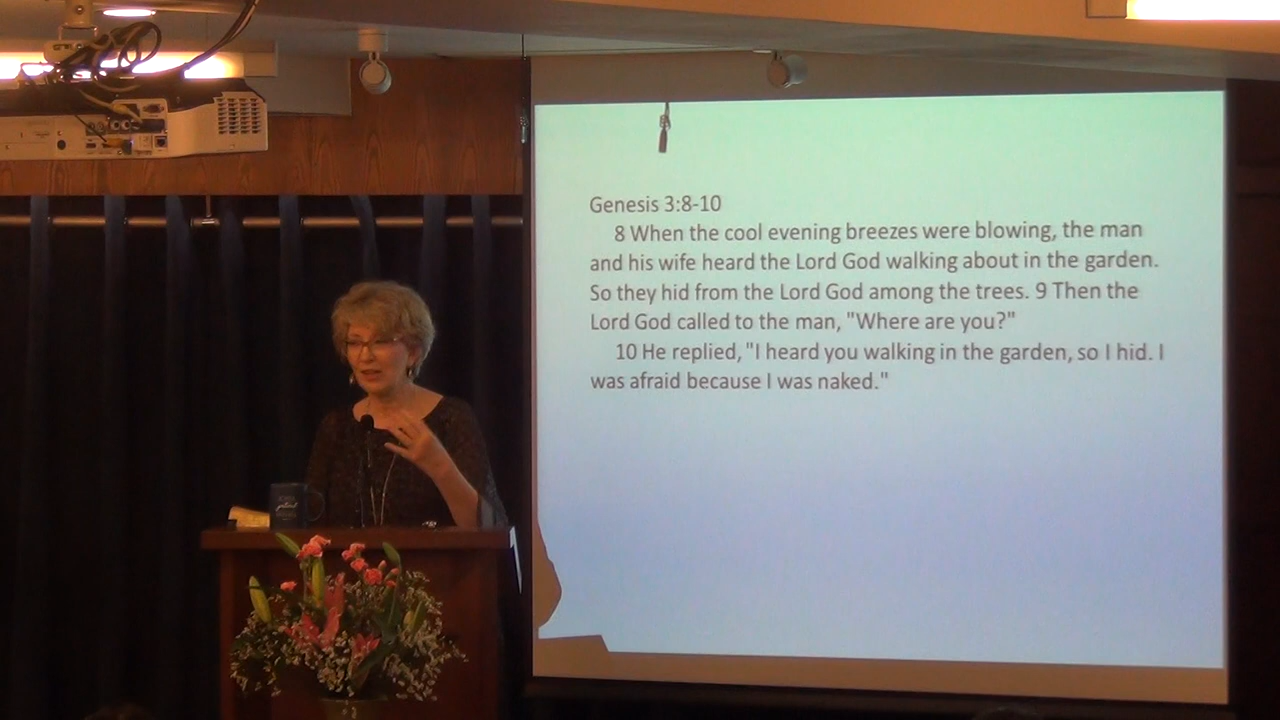 Genesis 3:8-10
8 When the cool evening breezes were blowing, the man
and his wife heard the Lord God walking about in the garden.
So they hid from the Lord God among the trees. 9 Then the
Lord God called to the man, "Where are you?"
10 He replied, "I heard you walking in the garden, so I hid. I
was afraid because I was naked."